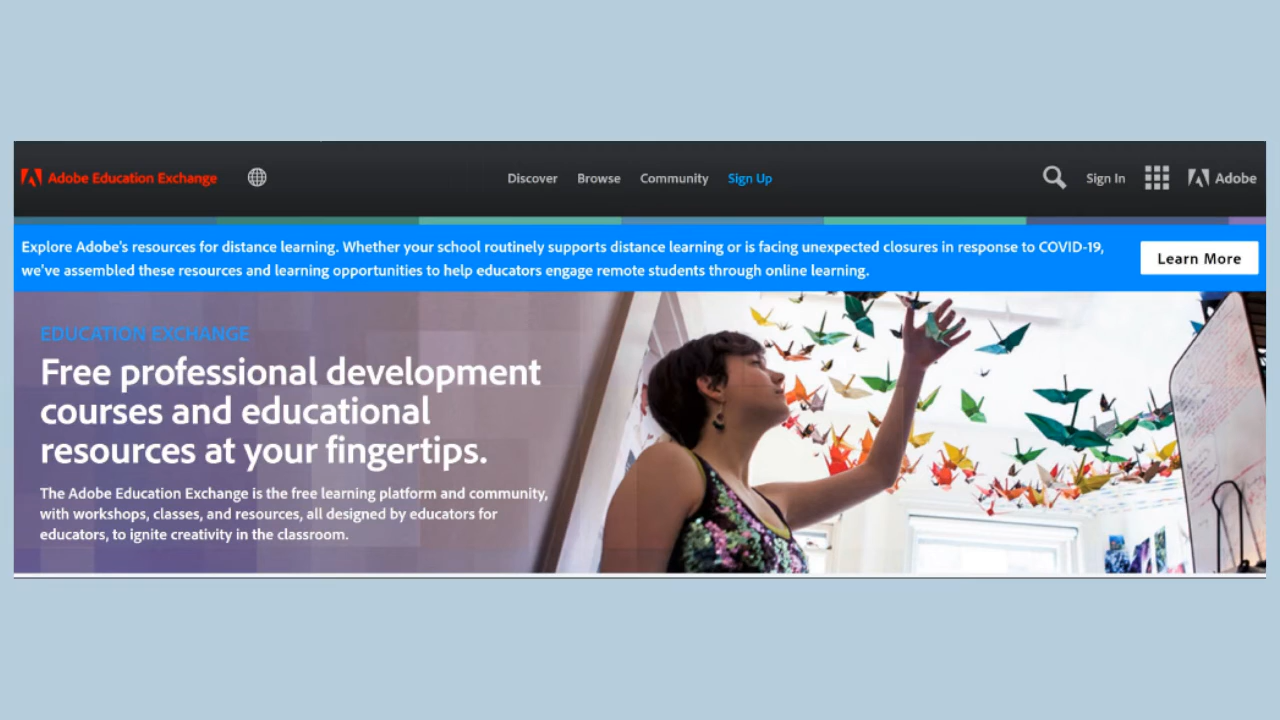 Adobe Education Exchange
Discover Browse Community Sign Up
Sign In
Adobe
Explore Adobe's resources for distance learning. Whether your school routinely supports distance learning or is facing unexpected closures in response to COVID-19,
we've assembled these resources and learning opportunities to help educators engage remote students through online learning.
Learn More
EDUCATION EXCHANGE
Free professional development
courses and educational
resources at your fingertips.
The Adobe Education Exchange is the free learning platform and community,
with workshops, classes, and resources, all designed by educators for
educators, to ignite creativity in the classroom.